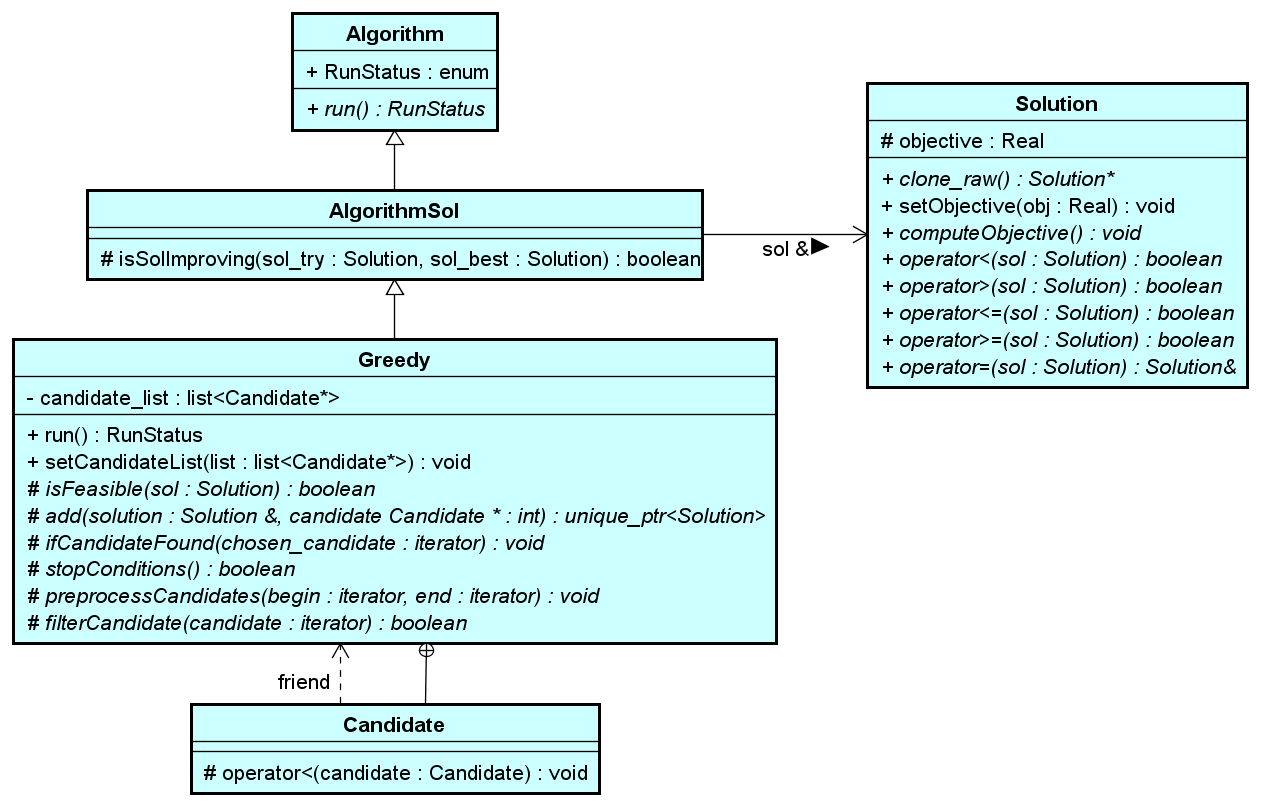 Algorithm
+ RunStatus : enum
+ run() : RunStatus
AlgorithmSol
# isSolImproving(sol_try : Solution, sol_best : Solution) : boolean
sol &▶
Solution
# objective : Real
+ clone_raw() : Solution*
+ setObjective(obj : Real) : void
+ computeObjective() : void
+ operator<(sol : Solution) : boolean
+ operator>(sol : Solution) : boolean
+ operator<=(sol : Solution) : boolean
+ operator>=(sol : Solution) : boolean
+ operator=(sol : Solution) : Solution&
Greedy
- candidate_list : list<Candidate*>
+ run() : RunStatus
+ setCandidateList(list : list<Candidate*>) : void
# isFeasible(sol : Solution) : boolean
# add(solution : Solution &, candidate Candidate * : int) : unique_ptr<Solution>
# ifCandidateFound(chosen_candidate : iterator) : void
# stopConditions() : boolean
# preprocessCandidates(begin : iterator, end : iterator) : void
# filterCandidate(candidate : iterator) : boolean
friend
Candidate
# operator<(candidate : Candidate) : void